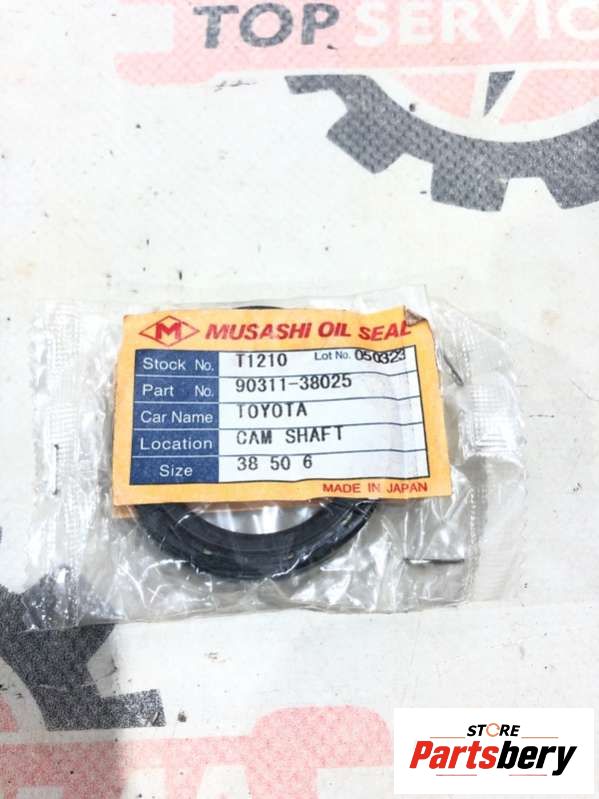 TOP SERVICE
M MUSASHI OIL SEAL
Stock No. T1210 Lot No. 050323
Part No. 90311-38025
Car Name TOYOTA
Location CAM SHAFT
Size 38 50 6
MADE IN JAPAN
STORE
Partsbery